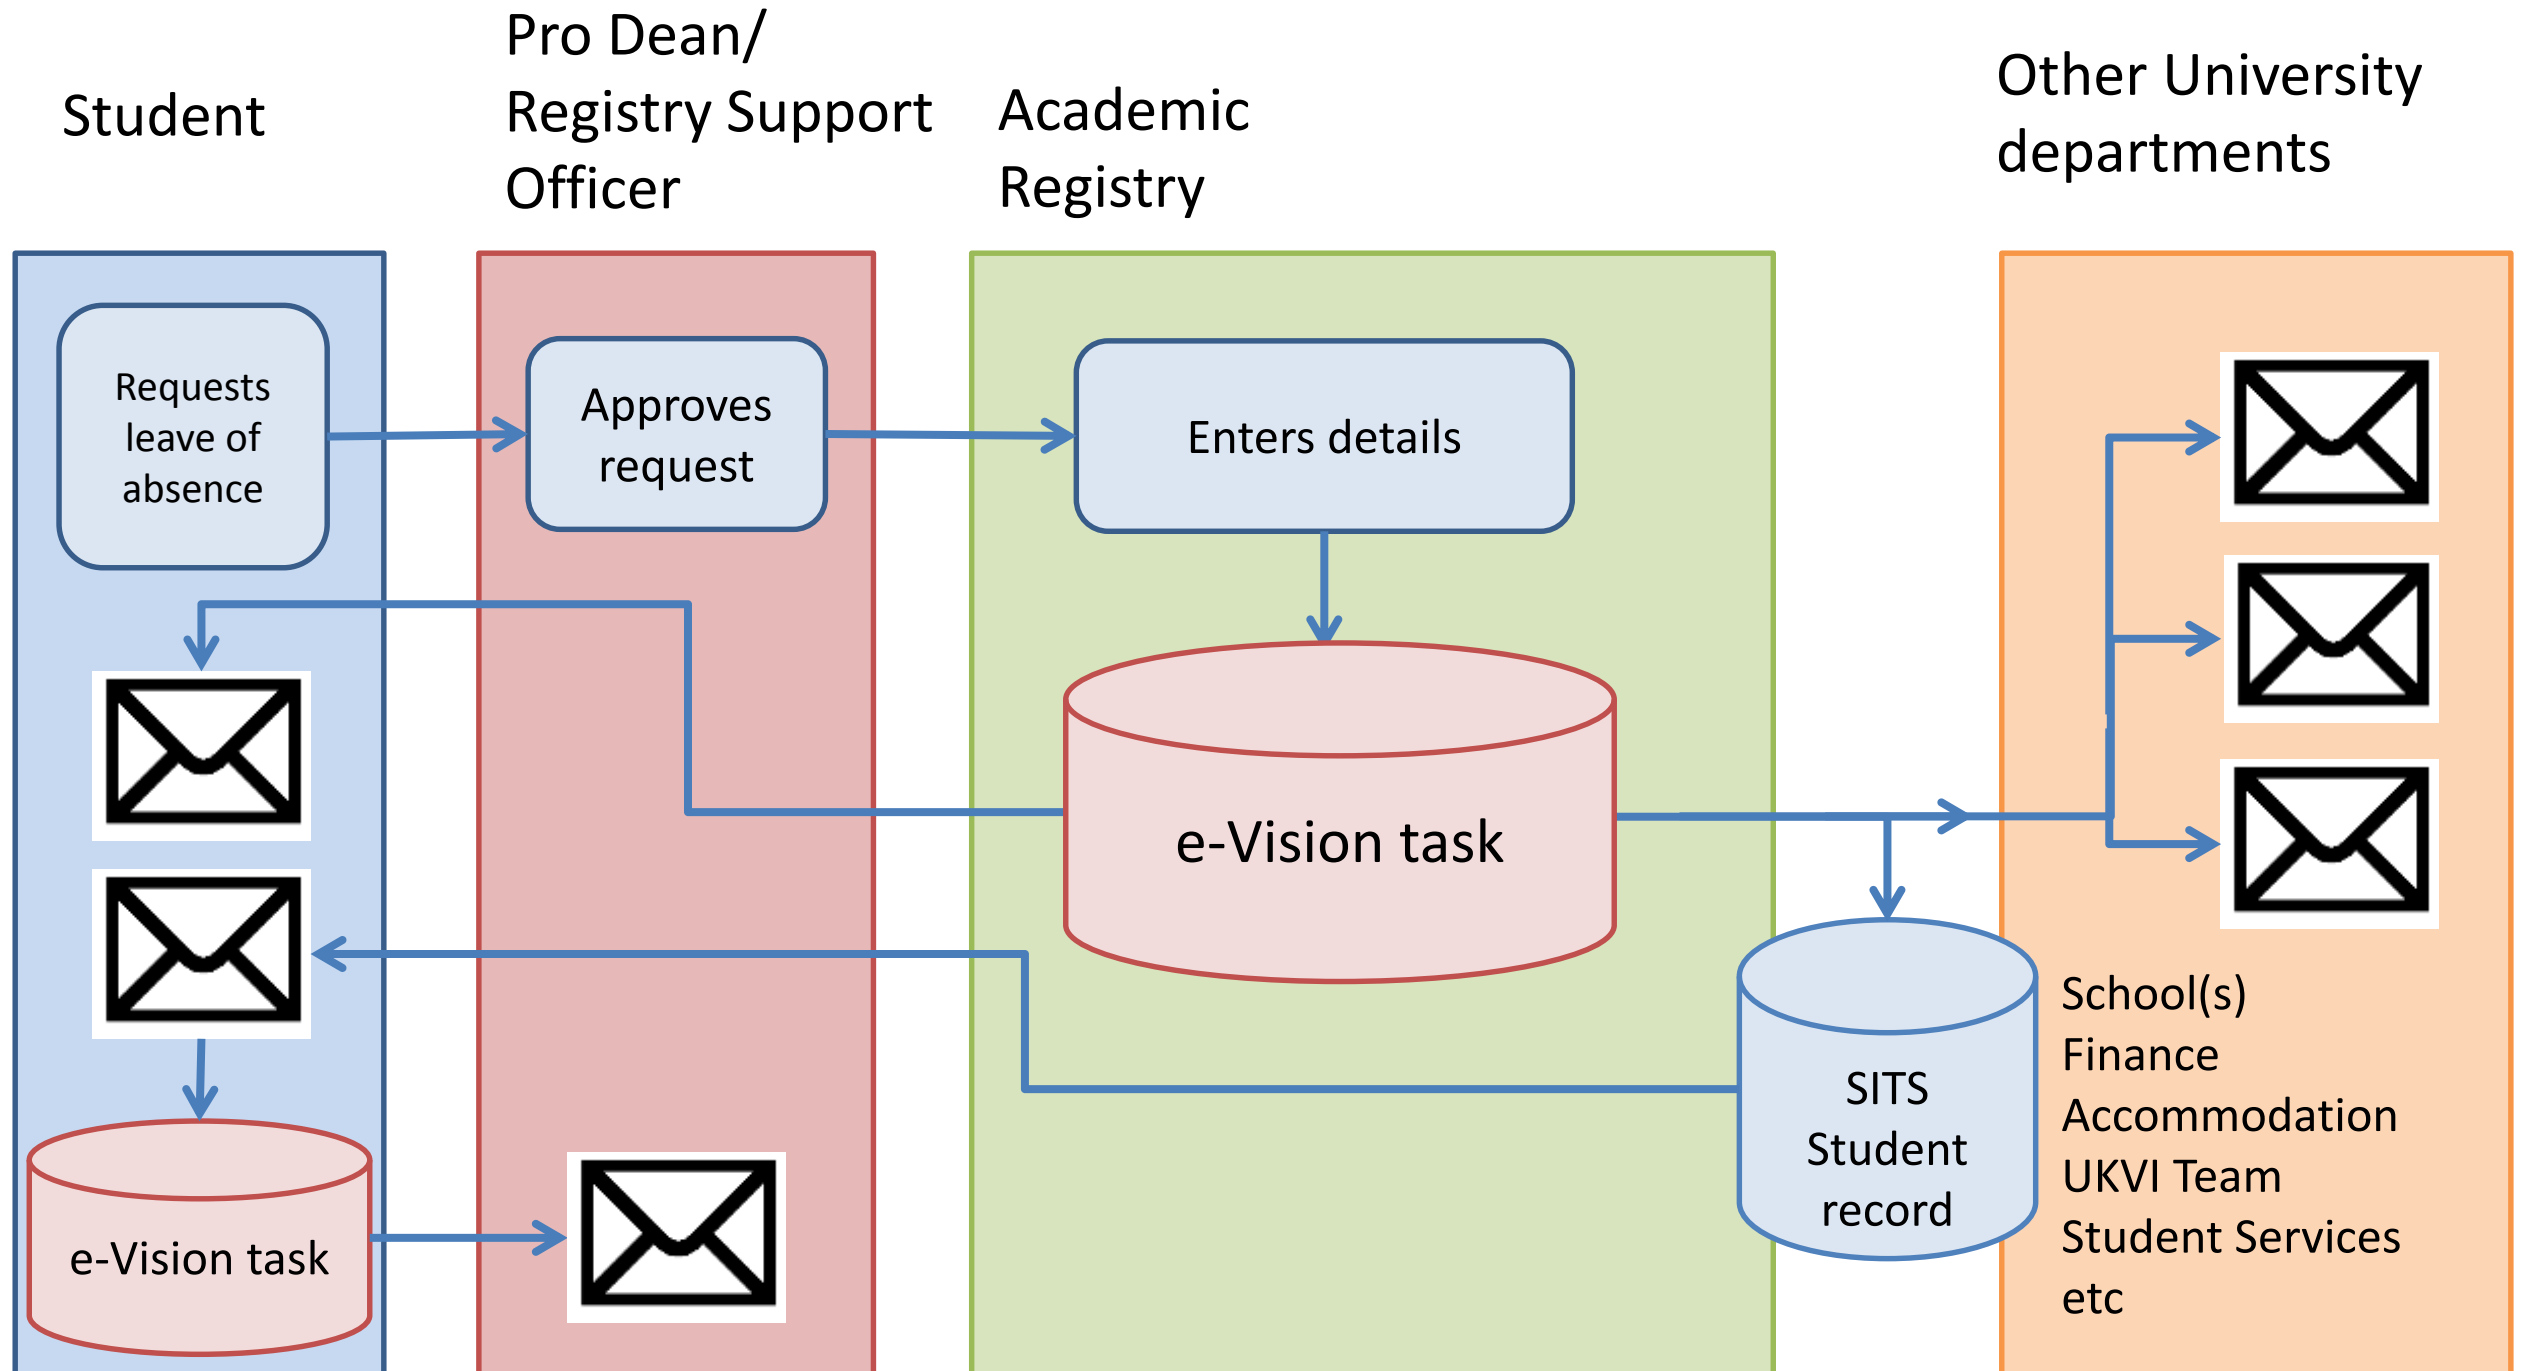 Student
Pro Dean/
Registry Support
Officer
Academic
Registry
Other University
departments
Requests
leave of
absence
Approves
request
Enters details
e-Vision task
SITS
Student
record
e-Vision task
School(s)
Finance
Accommodation
UKVI Team
Student Services
etc